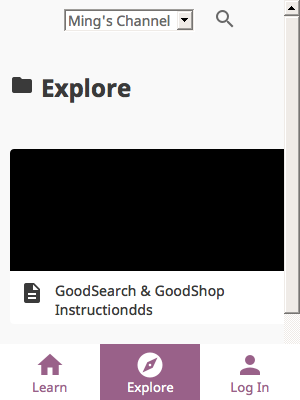 Ming's Channel
Explore
GoodSearch & GoodShop
Instructiondds
Learn
Explore
Log In